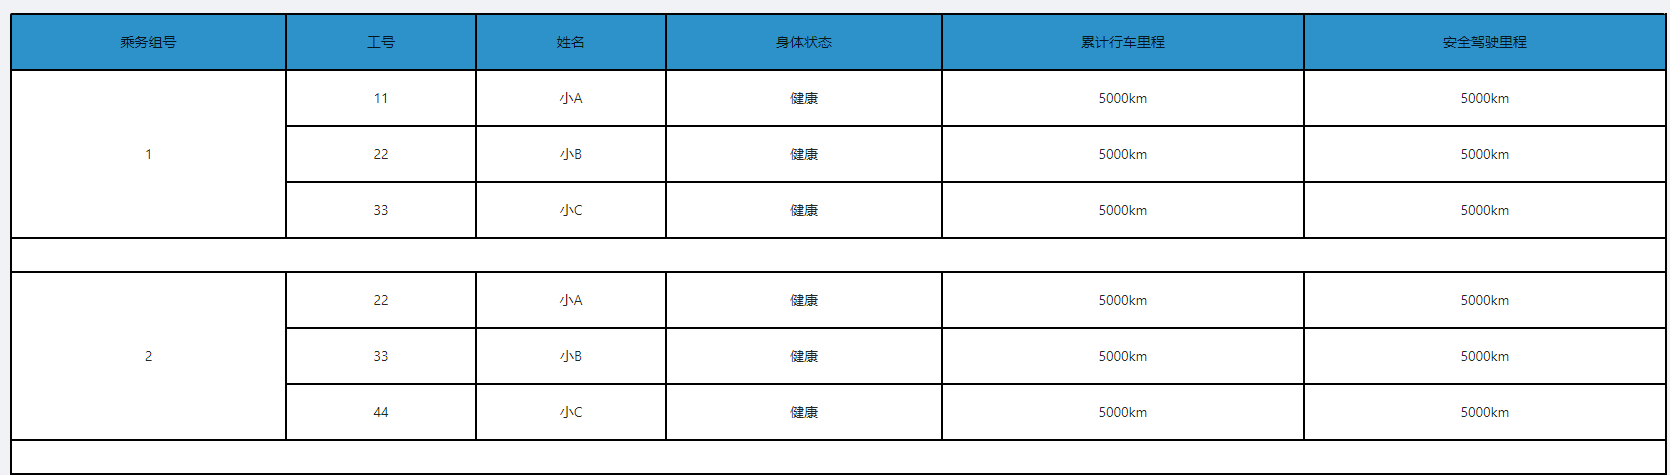 乘务组号 工号 姓名 身体状态 累计行车里程 安全驾驶里程
11 小A 健康 5000km 5000km
1 22 小B 健康 5000km 5000km
33 小C 健康 5000km 5000km
22 小A 健康 5000km 5000km
2 33 小B 健康 5000km 5000km
44 小C 健康 5000km 5000km